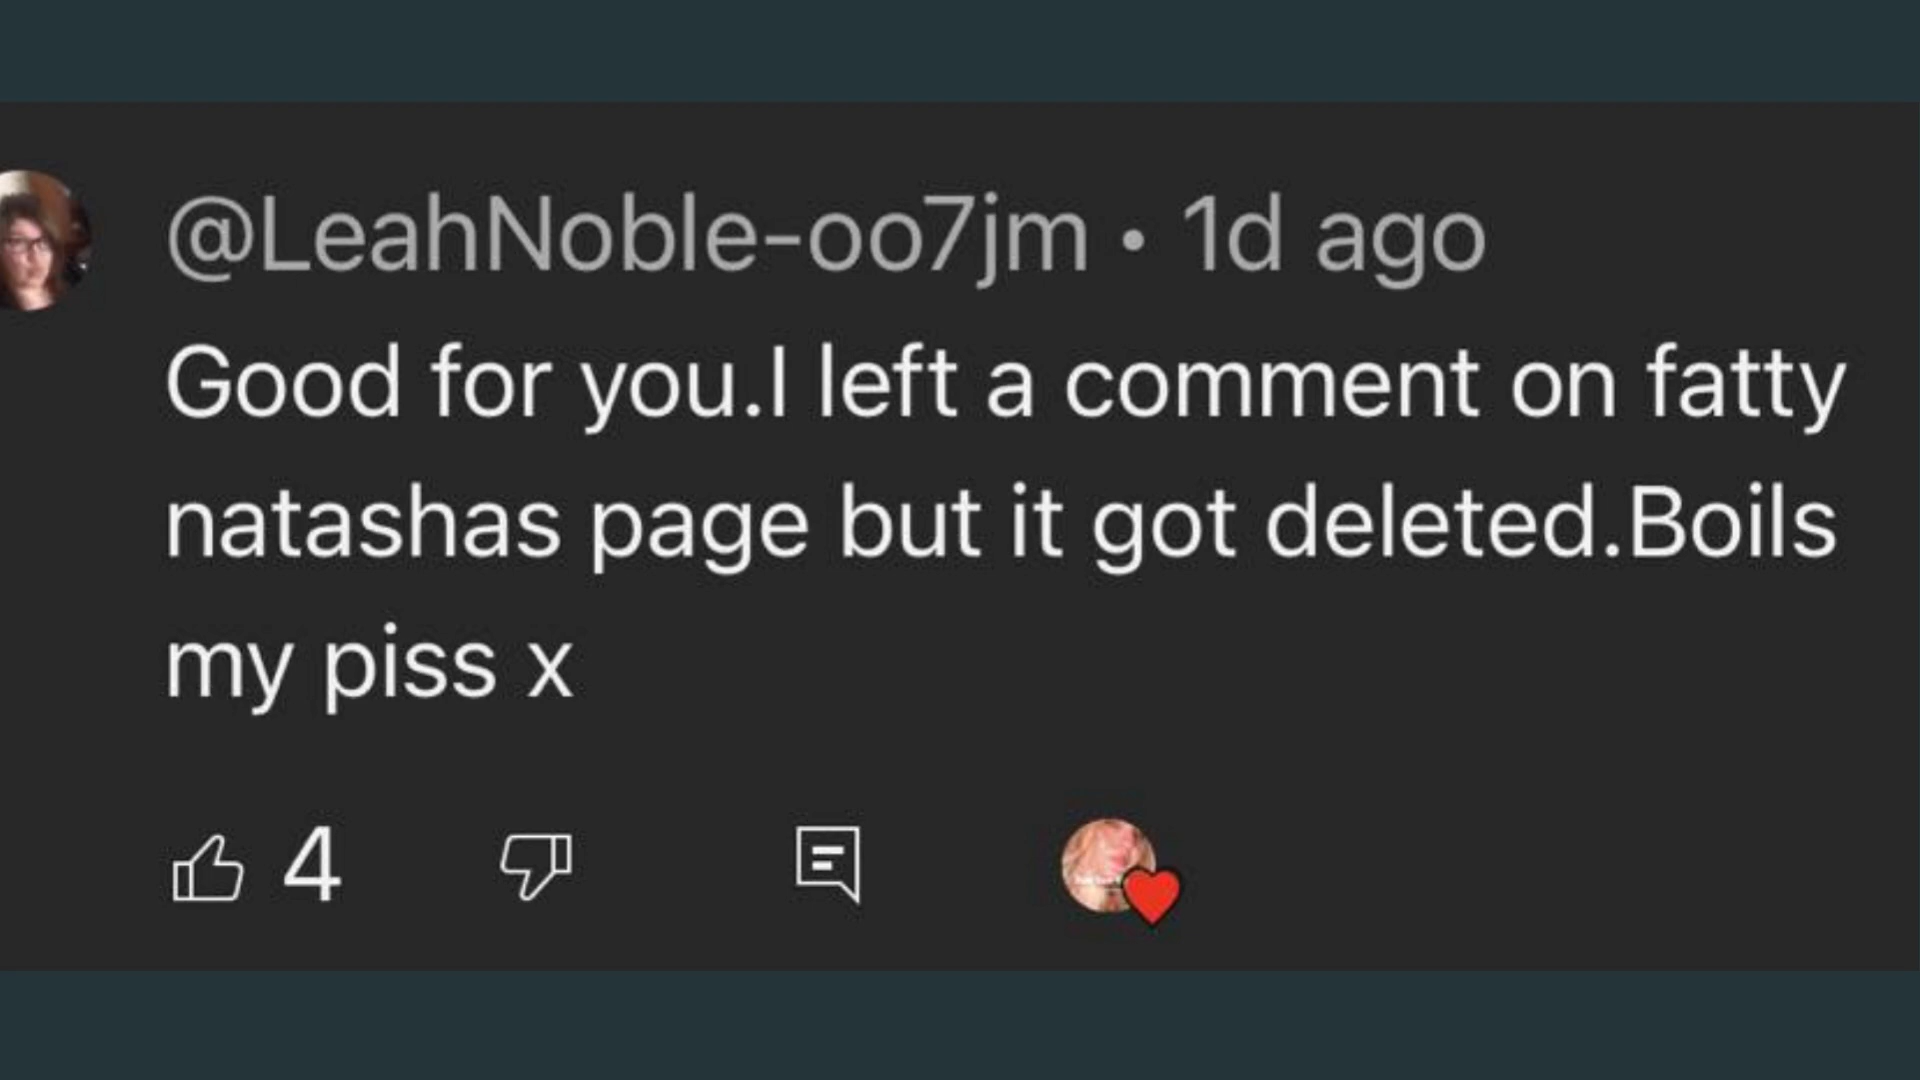 @LeahNoble-oo7jm • 1d ago
Good for you.I left a comment on fatty
natashas page but it got deleted.Boils
my piss x
4